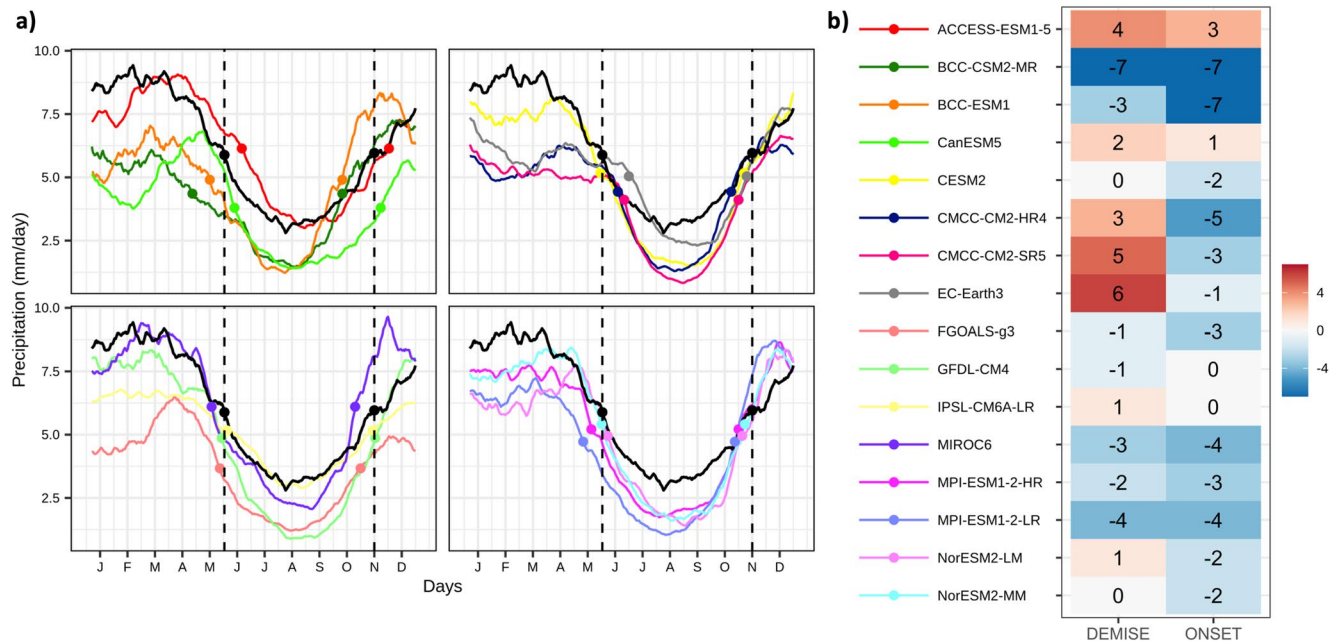 a)
b)
Precipitation (mm/day)
10.0
7.5
5.0
2.5
10.0
7.5
5.0
2.5
J F M A M J J A S O N D
J F M A M J J A S O N D
Days
ACCESS-ESM1-5 4 3
BCC-CSM2-MR -7 -7
BCC-ESM1 -3 -7
CanESM5 2 1
CESM2 0 -2
CMCC-CM2-HR4 3 -5
CMCC-CM2-SR5 5 -3
EC-Earth3 6 -1
FGOALS-g3 -1 -3
GFDL-CM4 -1 0
IPSL-CM6A-LR 1 0
MIROC6 -3 -4
MPI-ESM1-2-HR -2 -3
MPI-ESM1-2-LR -4 -4
NorESM2-LM 1 -2
NorESM2-MM 0 -2
DEMISE ONSET
4
0
-4